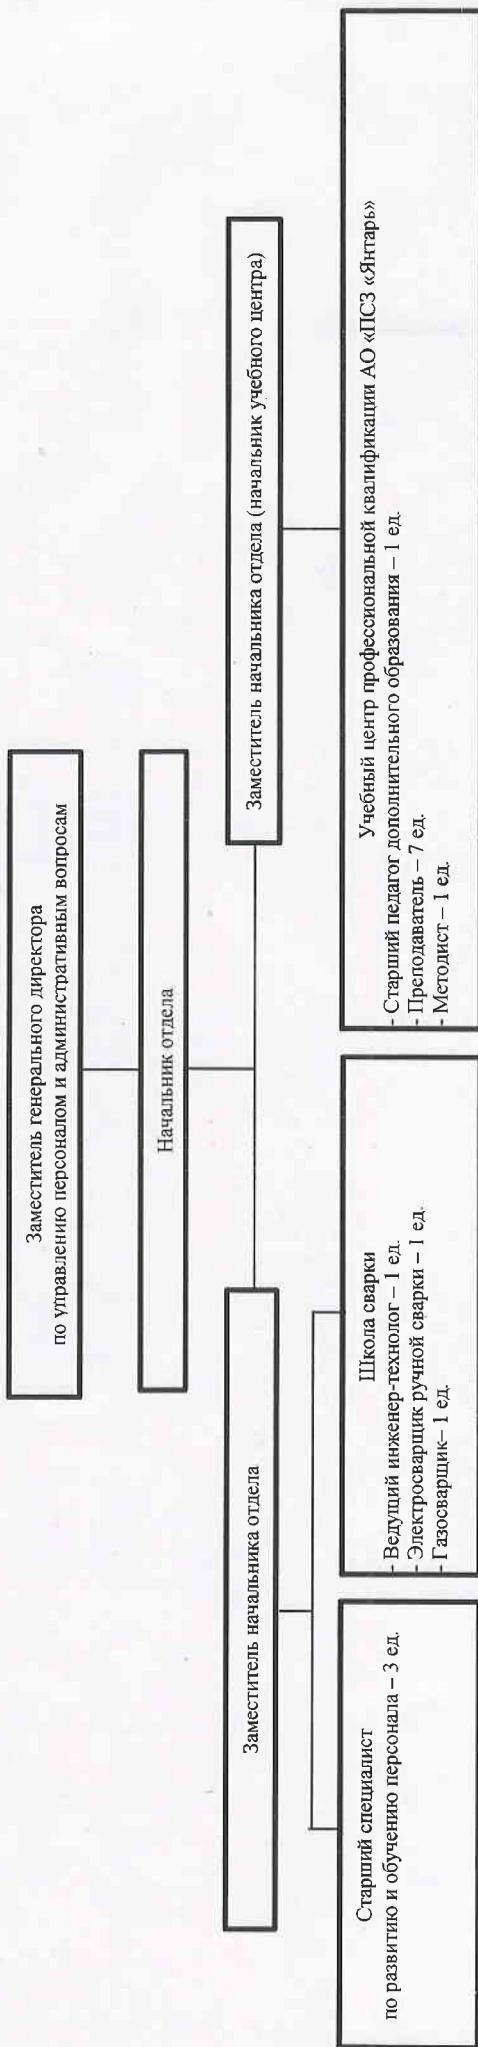 Заместитель генерального директора
по управлению персоналом и административным вопросам
Начальник отдела
Заместитель начальника отдела
Заместитель начальника отдела (начальник учебного центра)
Старший специалист
по развитию и обучению персонала – 3 ед.
Школа сварки
- Ведущий инженер-технолог – 1 ед.
- Электросварщик ручной сварки – 1 ед.
- Газосварщик– 1 ед.
Учебный центр профессиональной квалификации АО «ПСЗ «Янтарь»
- Старший педагог дополнительного образования – 1 ед.
- Преподаватель – 7 ед.
- Методист – 1 ед.